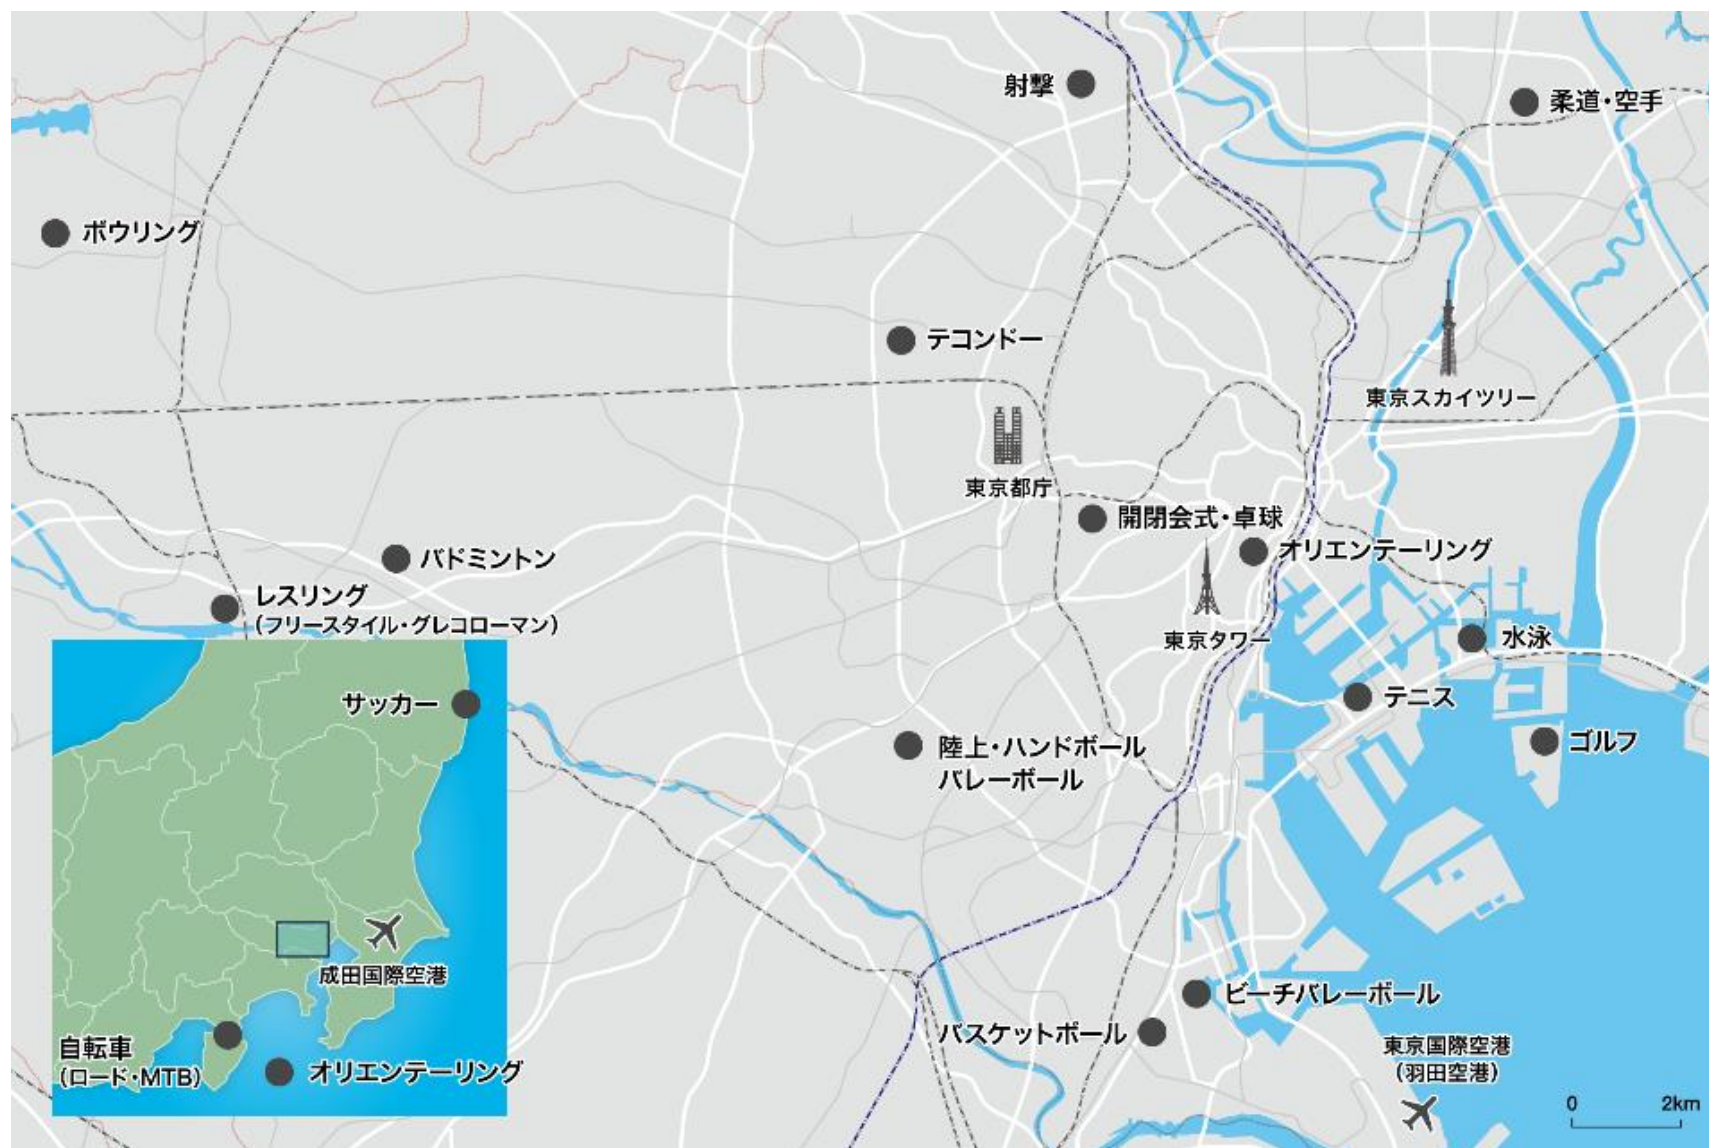 射撃
柔道・空手
ボウリング
テコンドー
東京スカイツリー
東京都庁
開閉会式・卓球
オリエンテーリング
バドミントン
レスリング
（フリースタイル・グレコローマン）
東京タワー
水泳
サッカー
テニス
陸上・ハンドボール
バレーボール
ゴルフ
成田国際空港
ビーチバレーボール
バスケットボール
自転車
（ロード・MTB）
オリエンテーリング
東京国際空港
（羽田空港）
0 2km